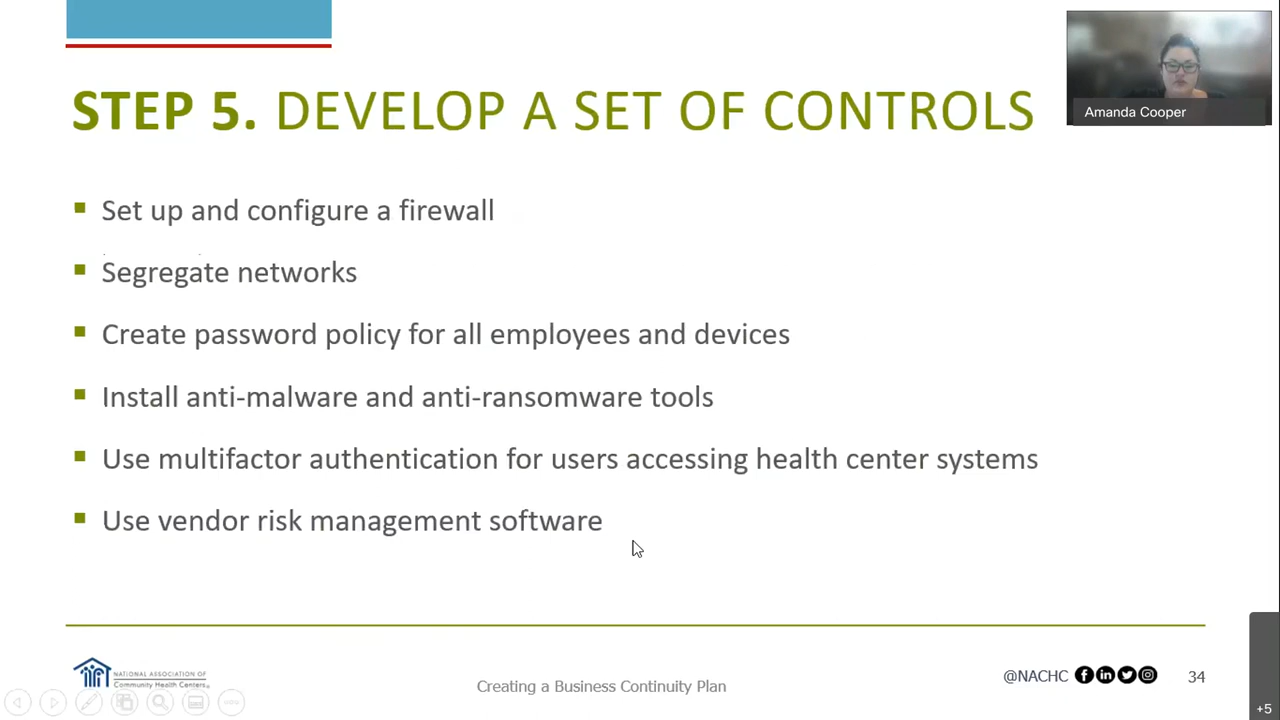 STEP 5. DEVELOP A SET OF CONTROLS
Amanda Cooper
Set up and configure a firewall
Segregate networks
Create password policy for all employees and devices
Install anti-malware and anti-ransomware tools
Use multifactor authentication for users accessing health center systems
Use vendor risk management software
NATIONAL ASSOCIATION OF
Community Health Centers
Creating a Business Continuity Plan
@NACHC
34
+5